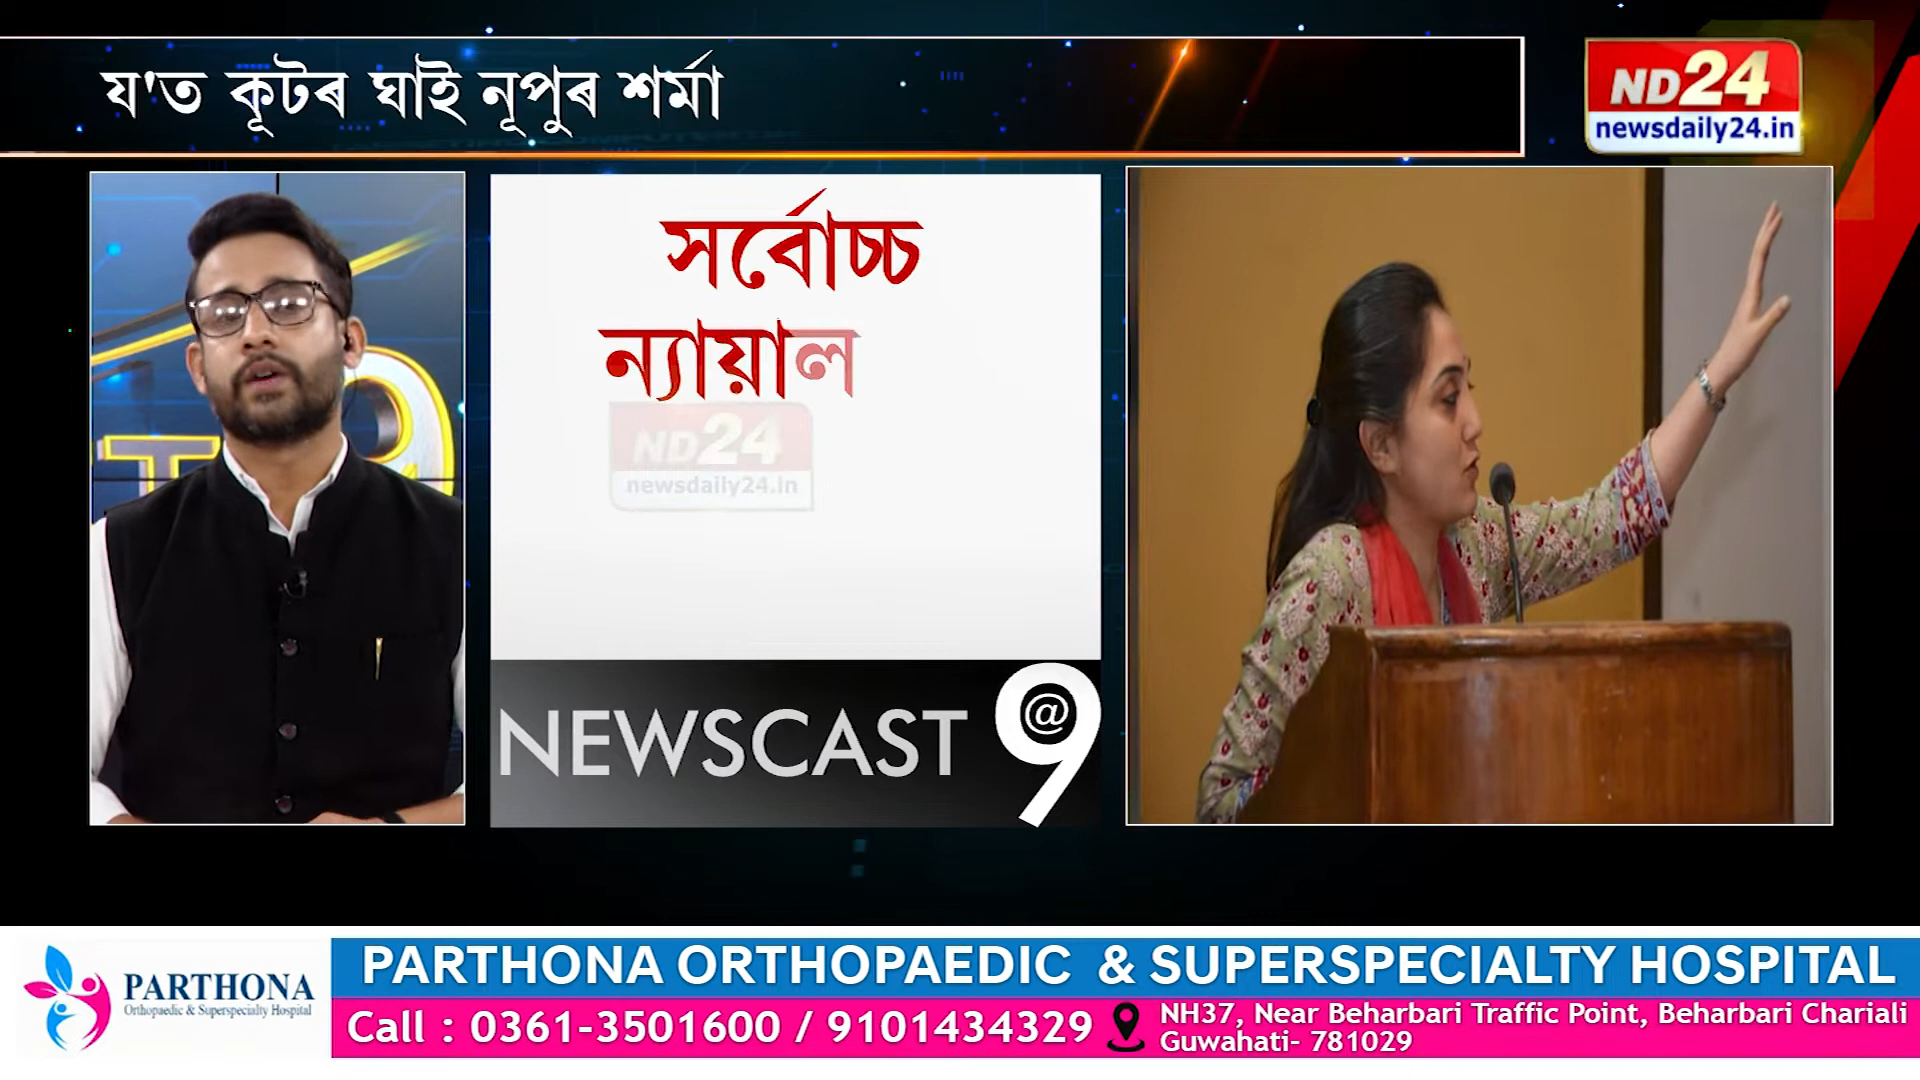 য'ত কূটৰ ঘাই নূপুৰ শৰ্মা
ND24
newsdaily24.in
সৰ্বোচ্চ
ন্যায়াল
ND24
newsdaily24.in
NEWSCAST @9
PARTHONA
Orthopaedic & Superspecialty Hospital
PARTHONA ORTHOPAEDIC & SUPERSPECIALTY HOSPITAL
Call : 0361-3501600 / 9101434329
NH37, Near Beharbari Traffic Point, Beharbari Chariali
Guwahati- 781029